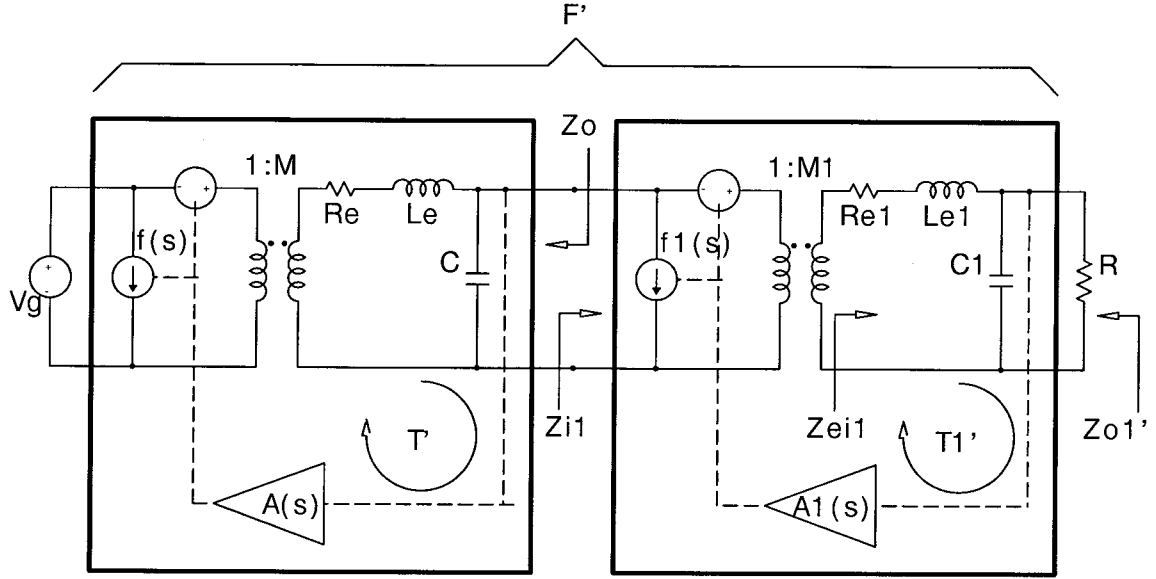 F'
Zo
1:M
Re
Le
f(s)
C
Vg
T'
A(s)
Zi1
1:M1
Re1
Le1
f1(s)
C1
R
Zei1
T1'
Zo1'
A1(s)